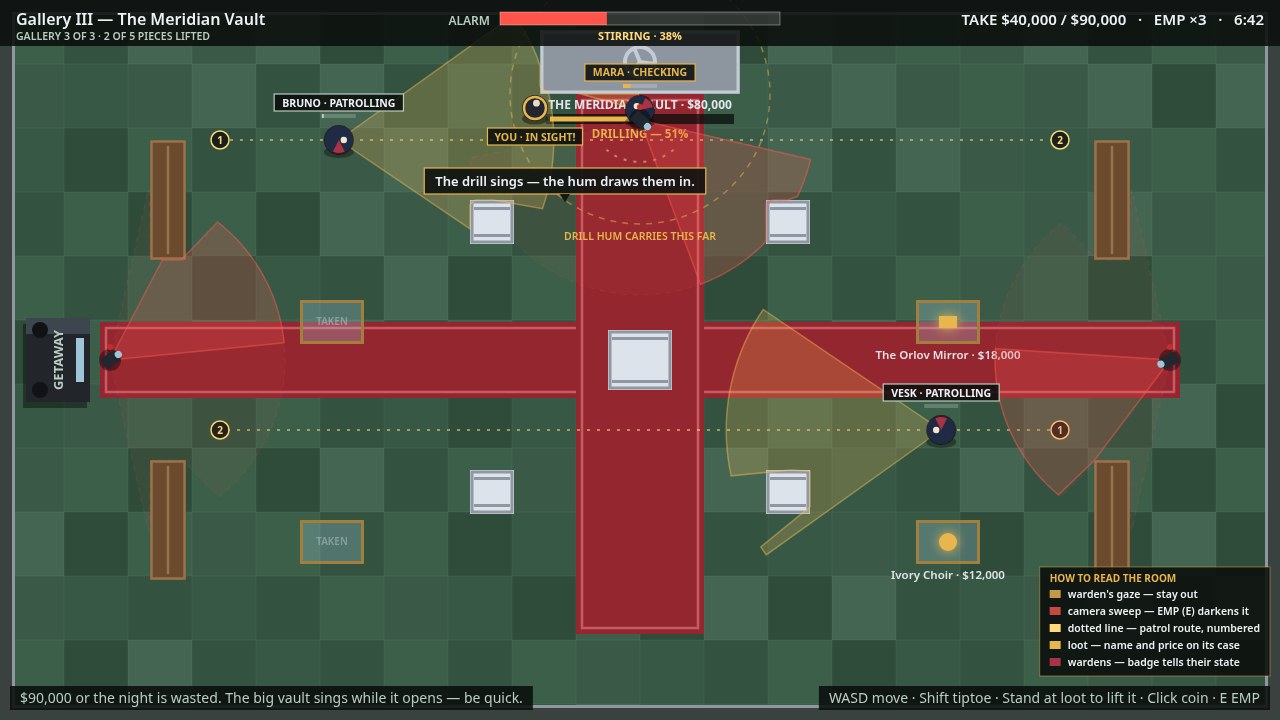 Gallery III — The Meridian Vault
GALLERY 3 OF 3 · 2 OF 5 PIECES LIFTED
ALARM
TAKE $40,000 / $90,000 · EMP ×3 · 6:42
STIRRING · 38%
MARA · CHECKING
BRUNO · PATROLLING
THE MERIDIA ULT · $80,000
YOU · IN SIGHT!
DRILLING — 51%
1
2
The drill sings — the hum draws them in.
DRILL HUM CARRIES THIS FAR
TAKEN
GETAWAY
The Orlov Mirror · $18,000
VESK · PATROLLING
2
1
TAKEN
Ivory Choir · $12,000
HOW TO READ THE ROOM
warden's gaze — stay out
camera sweep — EMP (E) darkens it
dotted line — patrol route, numbered
loot — name and price on its case
wardens — badge tells their state
$90,000 or the night is wasted. The big vault sings while it opens — be quick.
WASD move · Shift tiptoe · Stand at loot to lift it · Click coin · E EMP